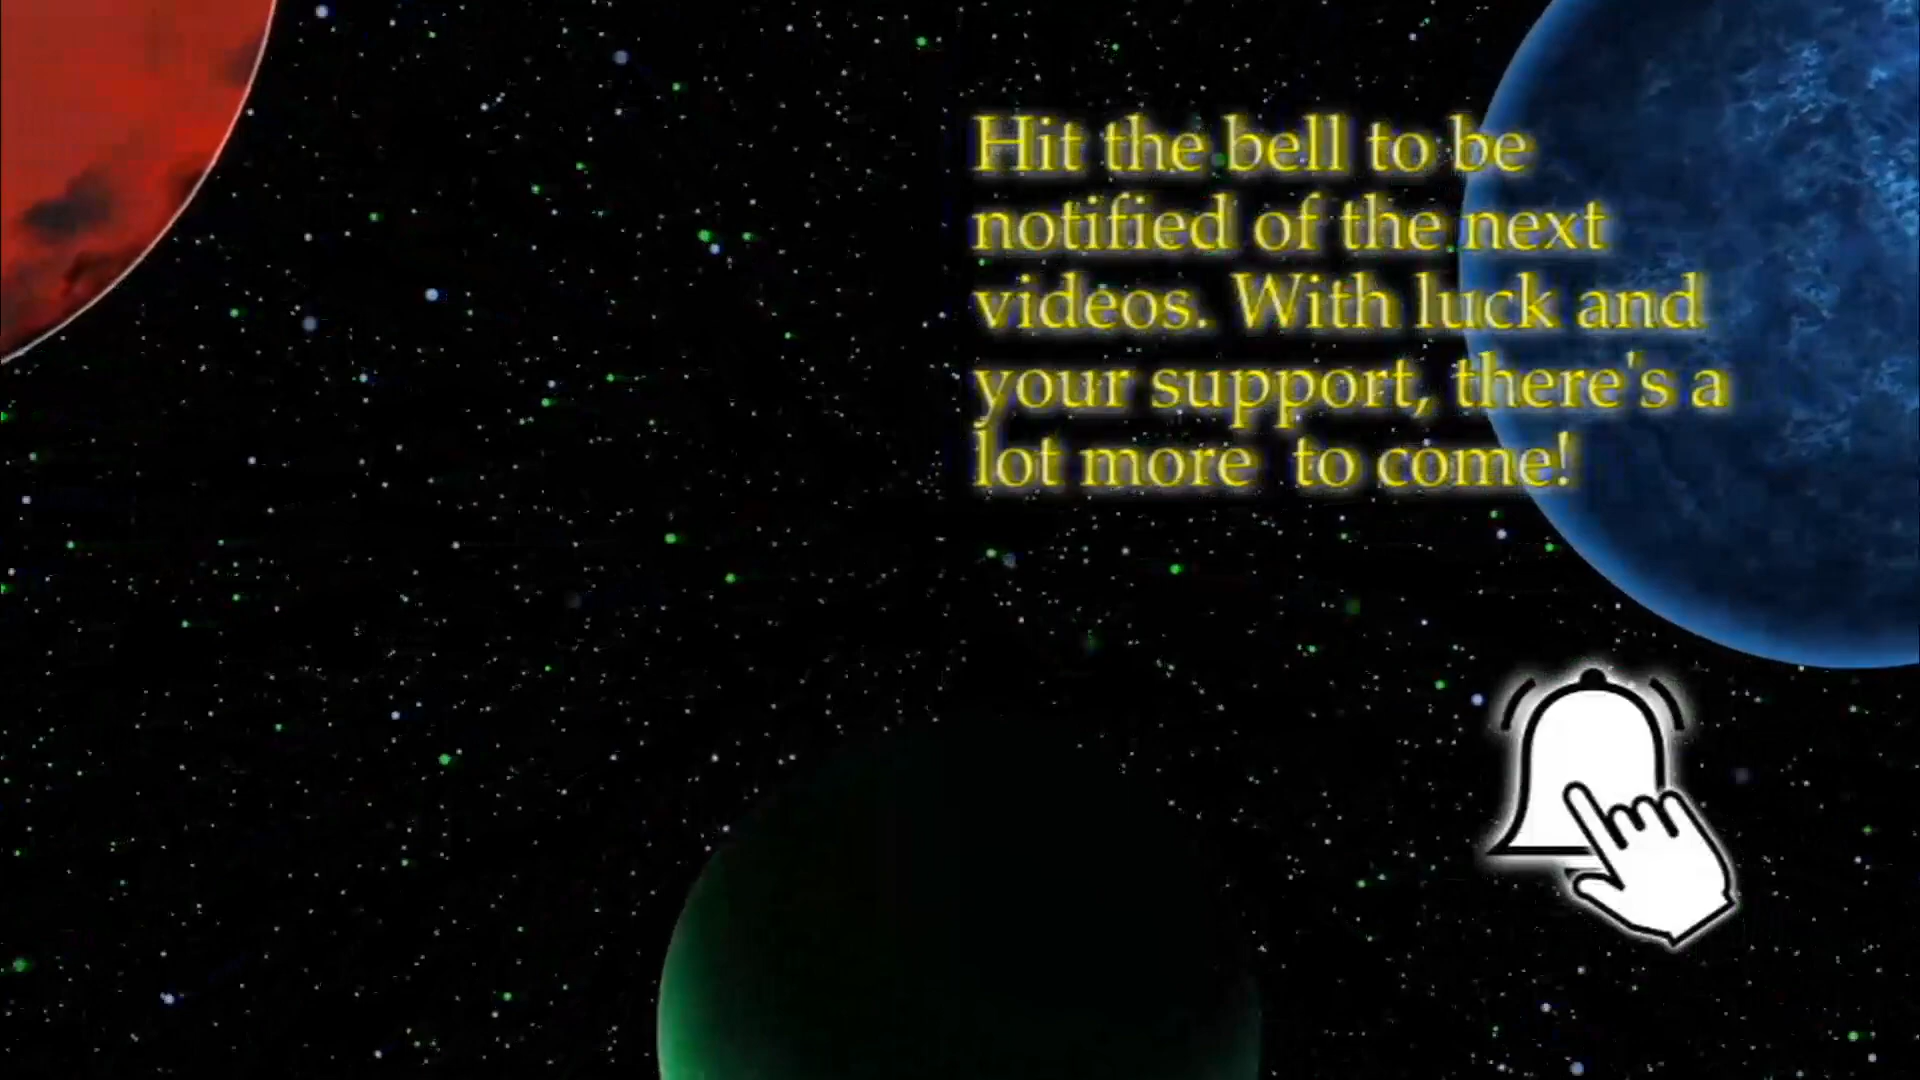 Hit the bell to be
notified of the next
videos. With luck and
your support, there's a
lot more  to come!